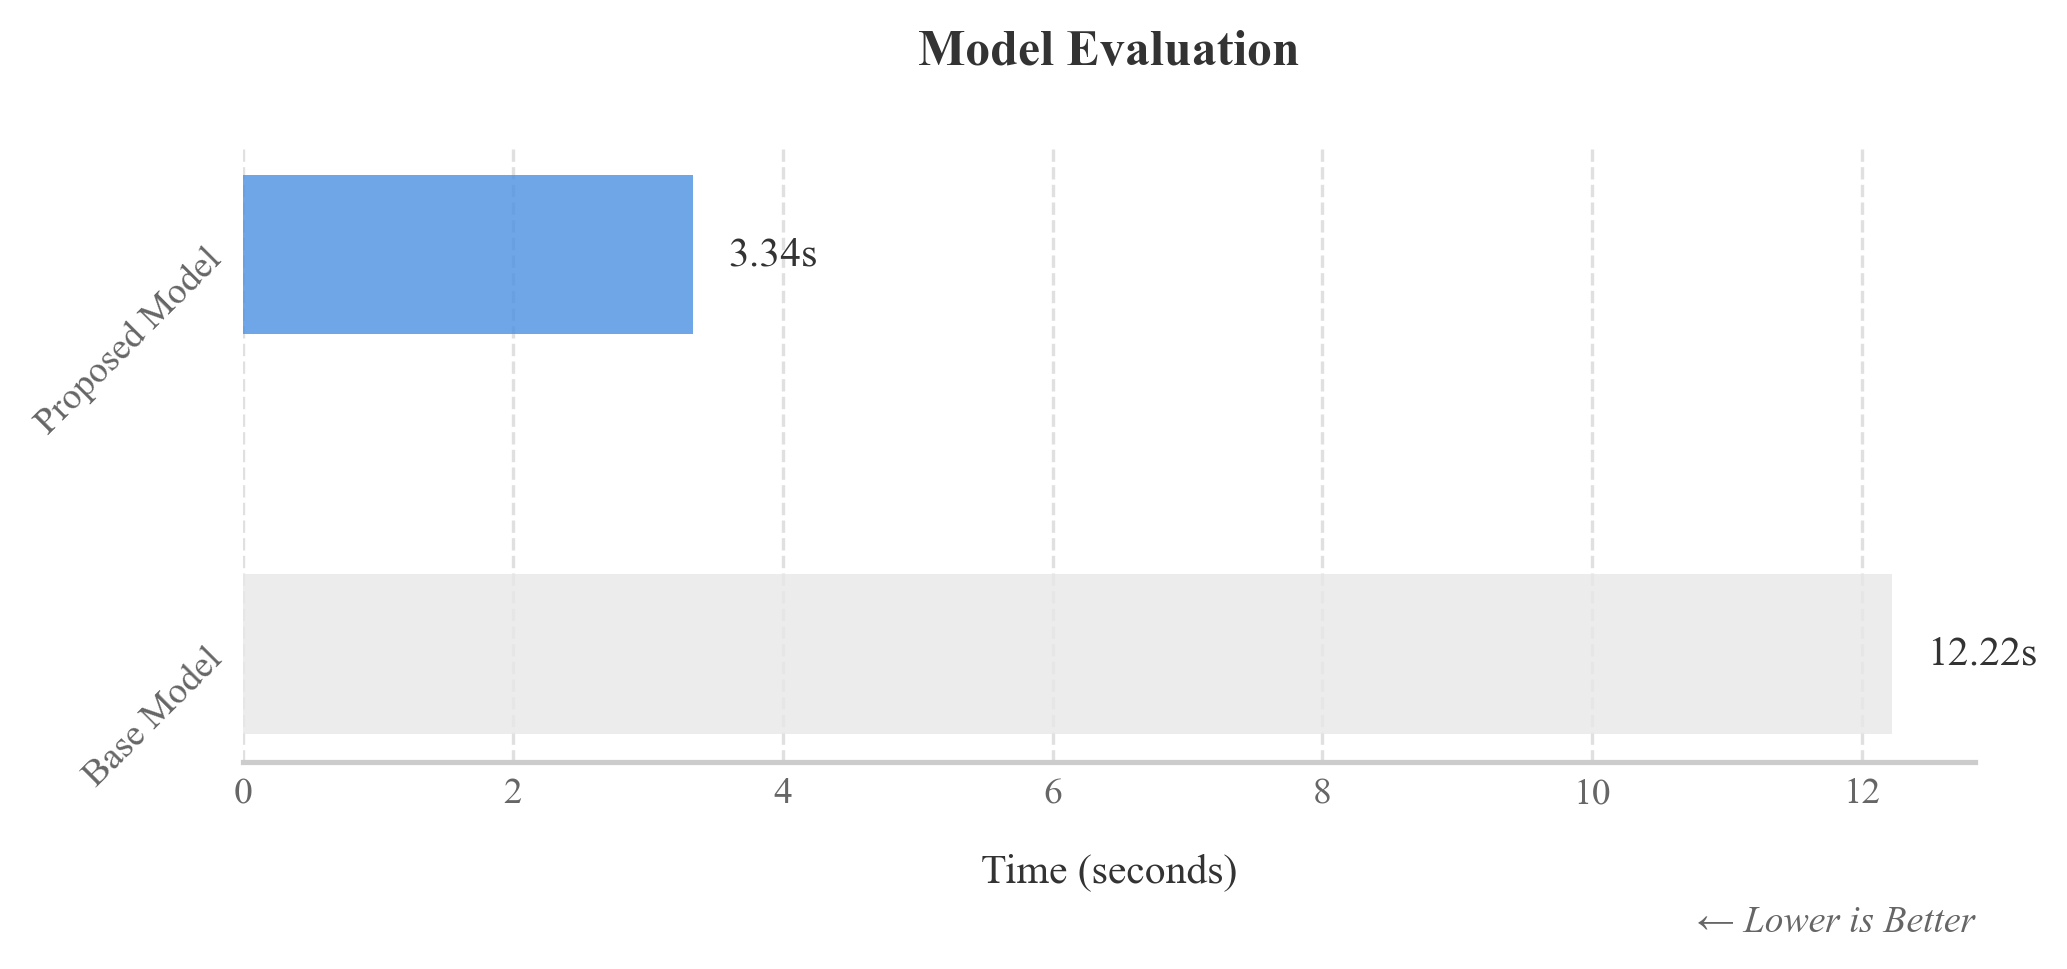 Model Evaluation
Proposed Model
3.34s
Base Model
12.22s
0 2 4 6 8 10 12
Time (seconds)
← Lower is Better